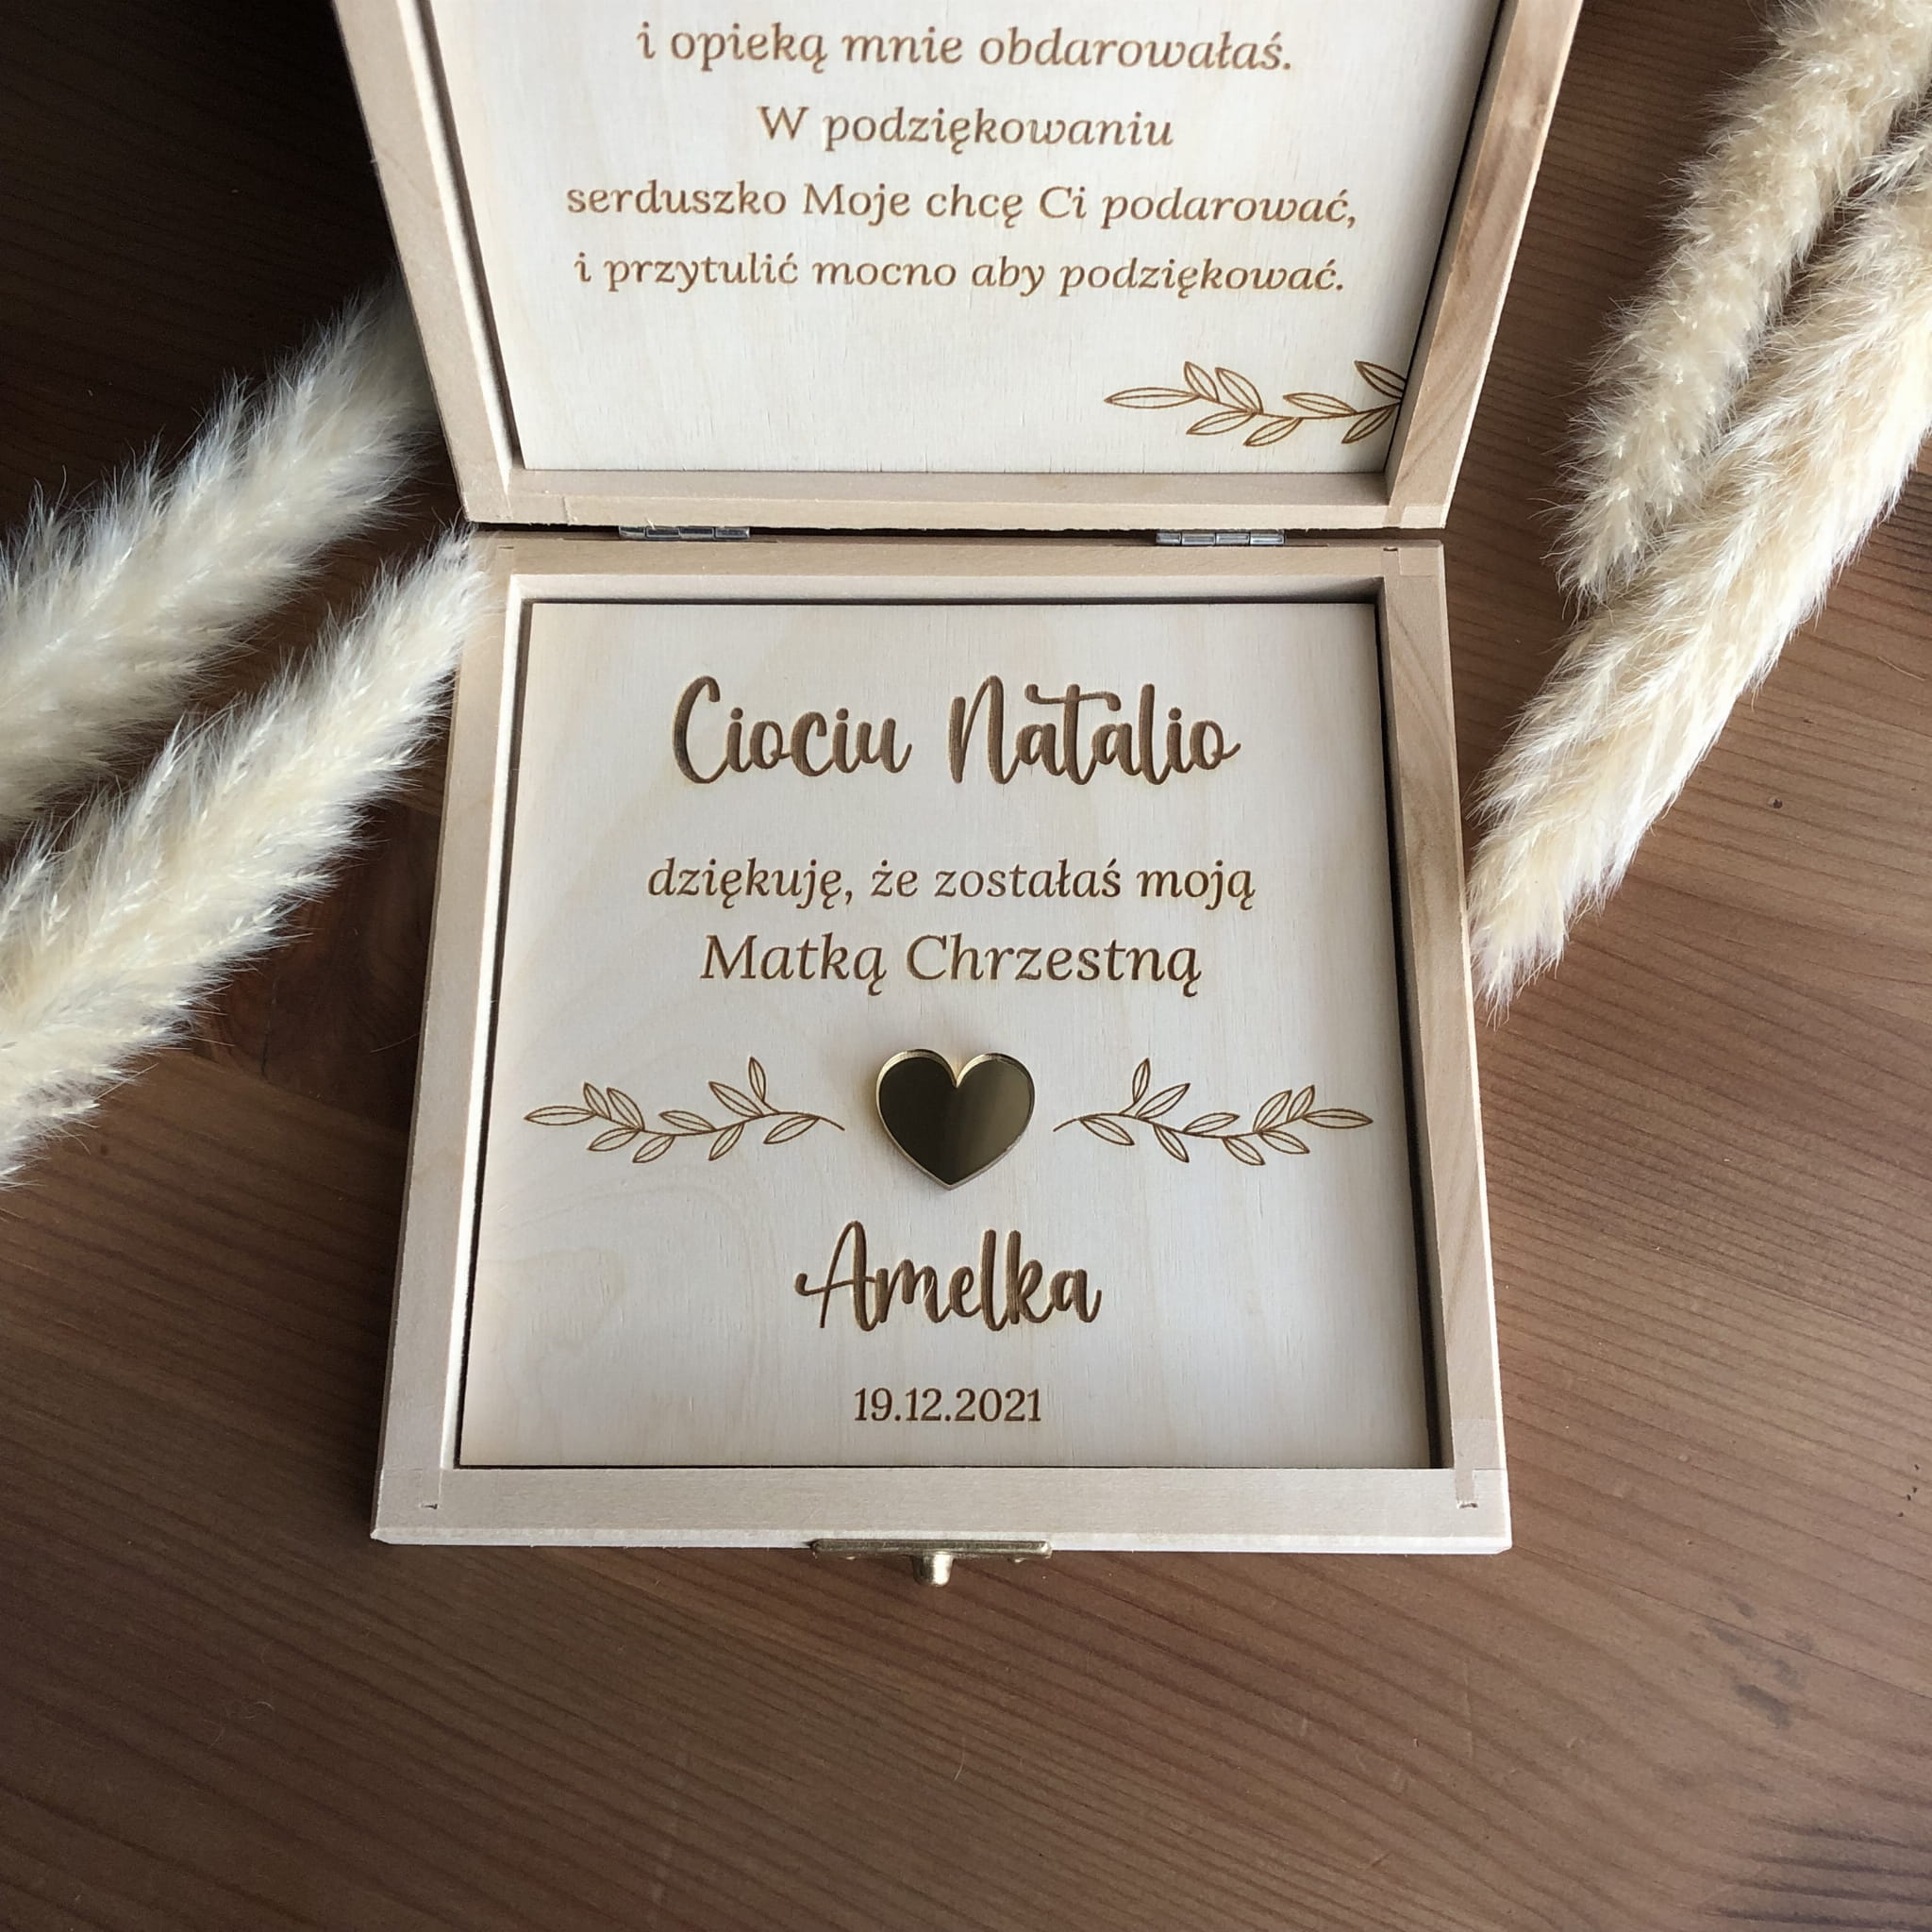 i opieką mnie obdarowałaś.
W podziękowaniu
serduszko Moje chcę Ci podarować,
i przytulić mocno aby podziękować.
Ciociu Natalio
dziękuję, że zostałaś moją
Matką Chrzestną
Amelka
19.12.2021